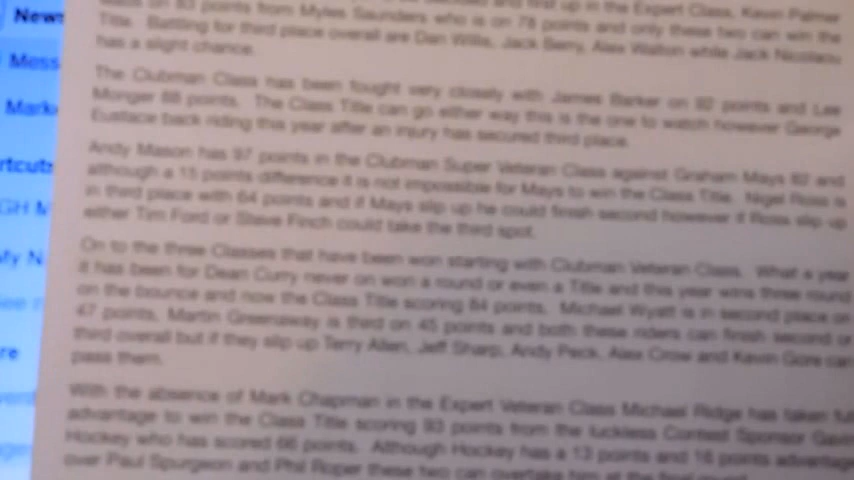 News
Mess
Mark
rtcuts
GH M
My N
See
re
vent
on 83 points from Myles Saunders who is on 78 points and only these two can win the
Title. Battling for third place overall are Dan Willis, Jack Berry, Alex Walton while Jack Nicolaou
has a slight chance.
The Clubman Class has been fought very closely with James Barker on 92 points and Lee
Monger 88 points. The Class Title can go either way this is the one to watch however George
Eustace back riding this year after an injury has secured third place.
Andy Mason has 97 points in the Clubman Super Veteran Class against Graham Mays 82 and
although a 15 points difference it is not impossible for Mays to win the Class Title. Nigel Ross is
in third place with 64 points and if Mays slip up he could finish second however if Ross slip up
either Tim Ford or Steve Finch could take the third spot.
On to the three Classes that have been won starting with Clubman Veteran Class. What a year
it has been for Dean Curry never on won a round or even a Title and this year wins three round
on the bounce and now the Class Title scoring 84 points. Michael Wyatt is in second place on
47 points, Martin Greenaway is third on 45 points and both these riders can finish second or
third overall but if they slip up Terry Allen, Jeff Sharp, Andy Peck, Alex Crow and Kevin Gore can
pass them.
With the absence of Mark Chapman in the Expert Veteran Class Michael Ridge has taken full
advantage to win the Class Title scoring 93 points from the luckless Contest Sponsor Gavin
Hockey who has scored 66 points. Although Hockey has a 13 points and 16 points advantage
over Paul Spurgeon and Phil Roper these two can overtake him at the final round